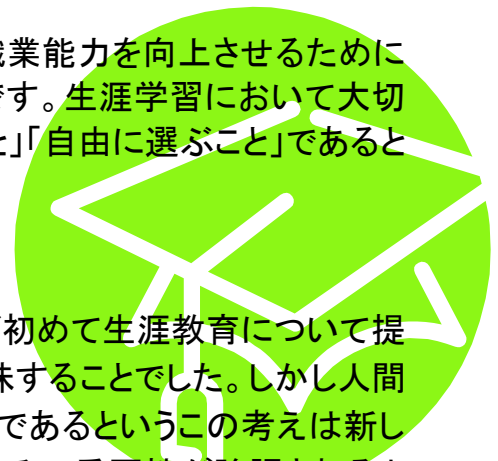 職業能力を向上させるために
です。生涯学習において大切
と」「自由に選ぶこと」であると
初めて生涯教育について提
味することでした。しかし人間
であるというこの考えは新し